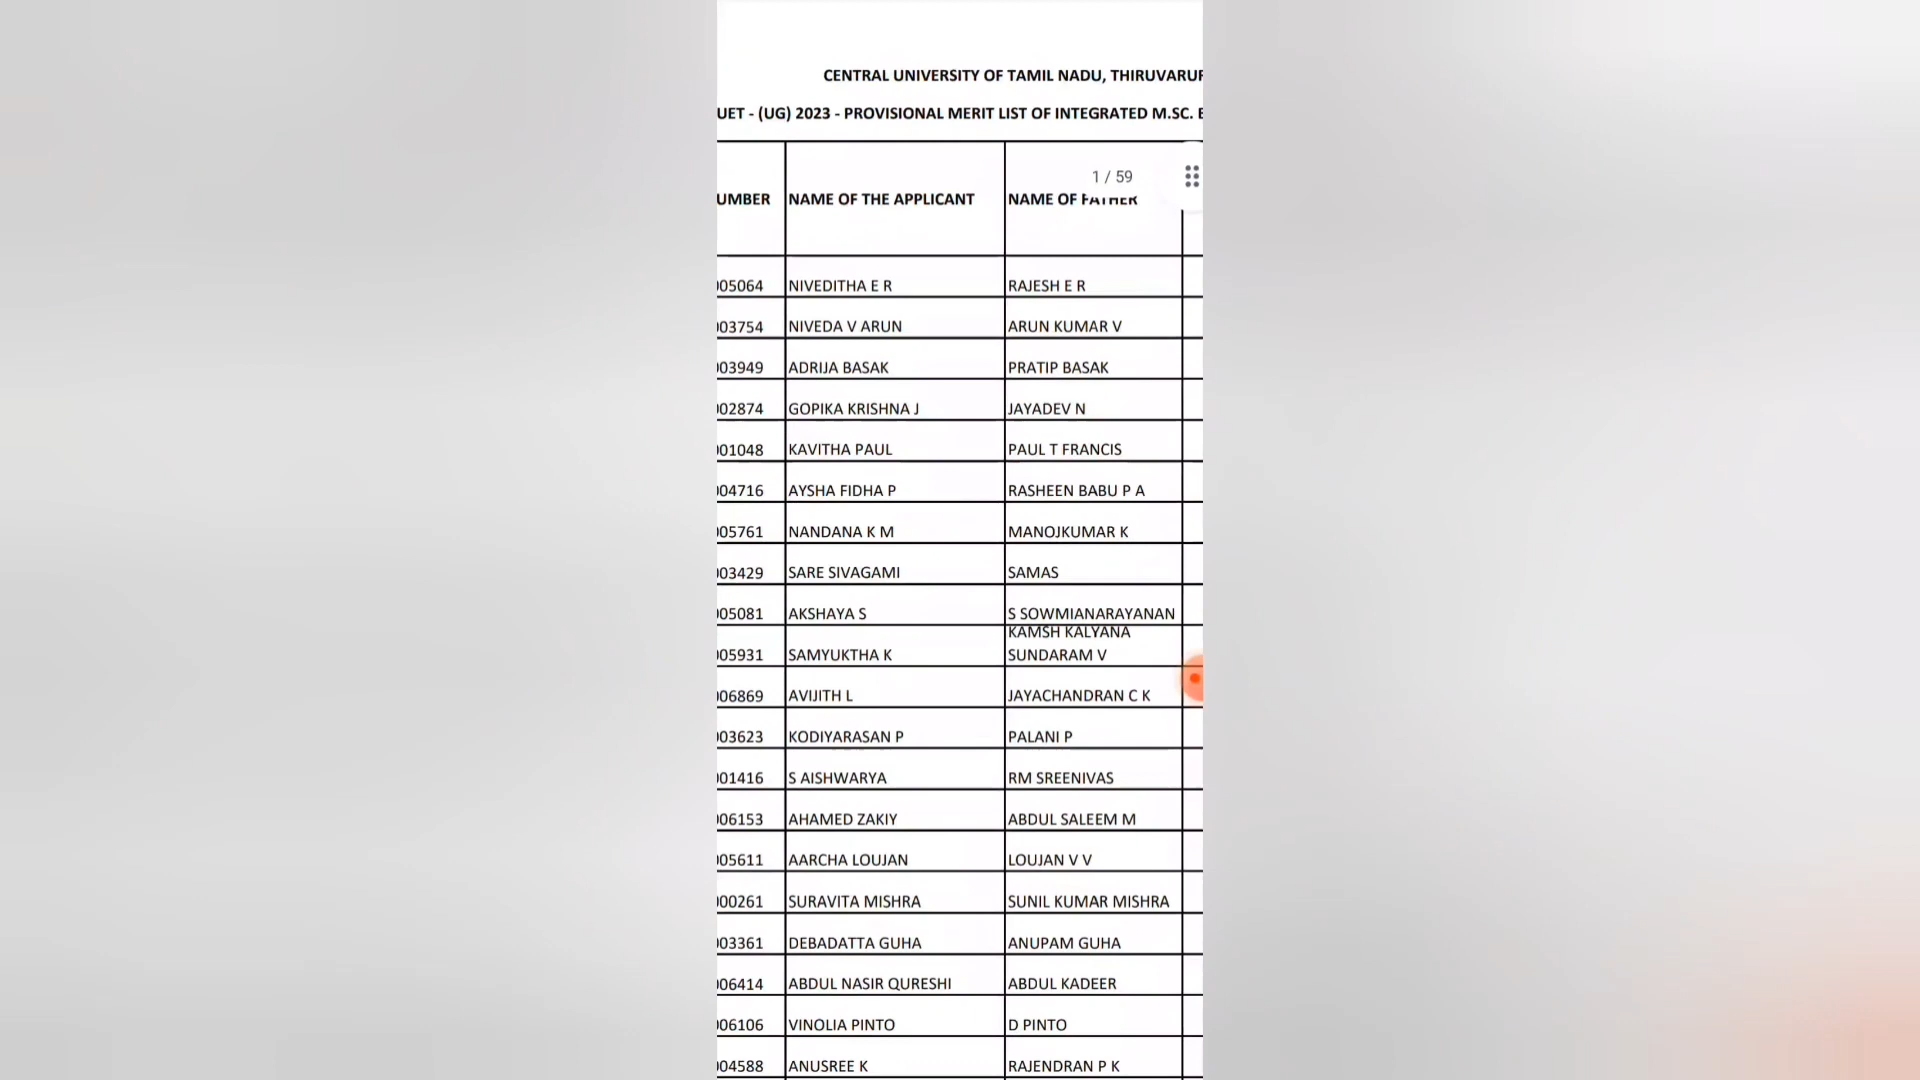 CENTRAL UNIVERSITY OF TAMIL NADU, THIRUVARUR
UET - (UG) 2023 - PROVISIONAL MERIT LIST OF INTEGRATED M.SC.
1 / 59
UMBER NAME OF THE APPLICANT NAME OF FATHER
05064 NIVEDITHA E R RAJESH E R
03754 NIVEDA V ARUN ARUN KUMAR V
03949 ADRIJA BASAK PRATIP BASAK
02874 GOPIKA KRISHNA J JAYADEV N
01048 KAVITHA PAUL PAUL T FRANCIS
04716 AYSHA FIDHA P RASHEEN BABU P A
05761 NANDANA K M MANOJKUMAR K
03429 SARE SIVAGAMI SAMAS
05081 AKSHAYA S S SOWMIANARAYANAN
KAMSH KALYANA
05931 SAMYUKTHA K SUNDARAM V
06869 AVIJITH L JAYACHANDRAN C K
03623 KODIYARASAN P PALANI P
01416 S AISHWARYA RM SREENIVAS
06153 AHAMED ZAKIY ABDUL SALEEM M
05611 AARCHA LOUJAN LOUJAN V V
00261 SURAVITA MISHRA SUNIL KUMAR MISHRA
03361 DEBADATTA GUHA ANUPAM GUHA
06414 ABDUL NASIR QURESHI ABDUL KADEER
06106 VINOLIA PINTO D PINTO
04588 ANUSREE K RAJENDRAN P K